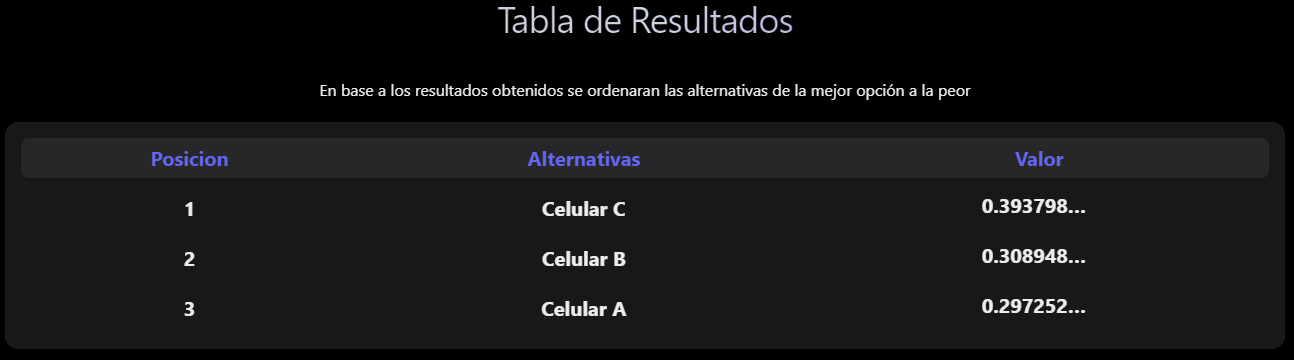 Tabla de Resultados
En base a los resultados obtenidos se ordenaran las alternativas de la mejor opción a la peor
Posicion Alternativas Valor
1 Celular C 0.393798...
2 Celular B 0.308948...
3 Celular A 0.297252...